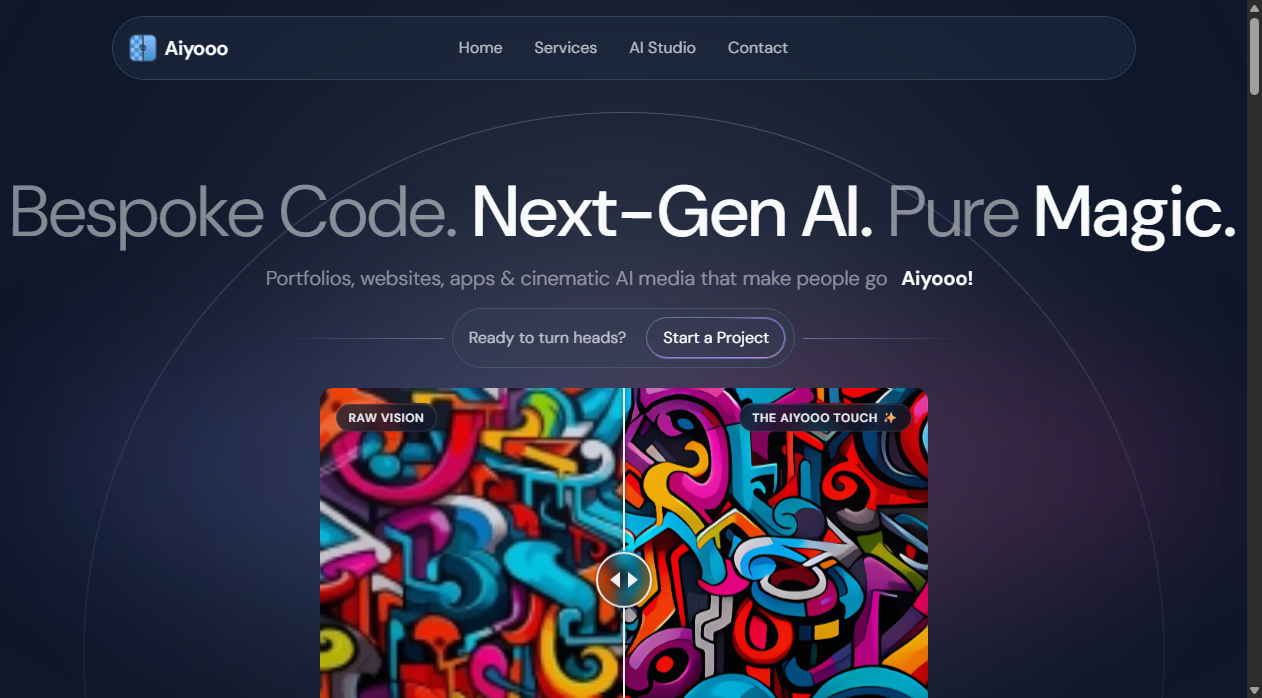 Aiyooo
Home
Services
AI Studio
Contact
Bespoke Code. Next-Gen AI. Pure Magic.
Portfolios, websites, apps & cinematic AI media that make people go Aiyooo!
Ready to turn heads?
Start a Project
RAW VISION
THE AIYOOO TOUCH ✨